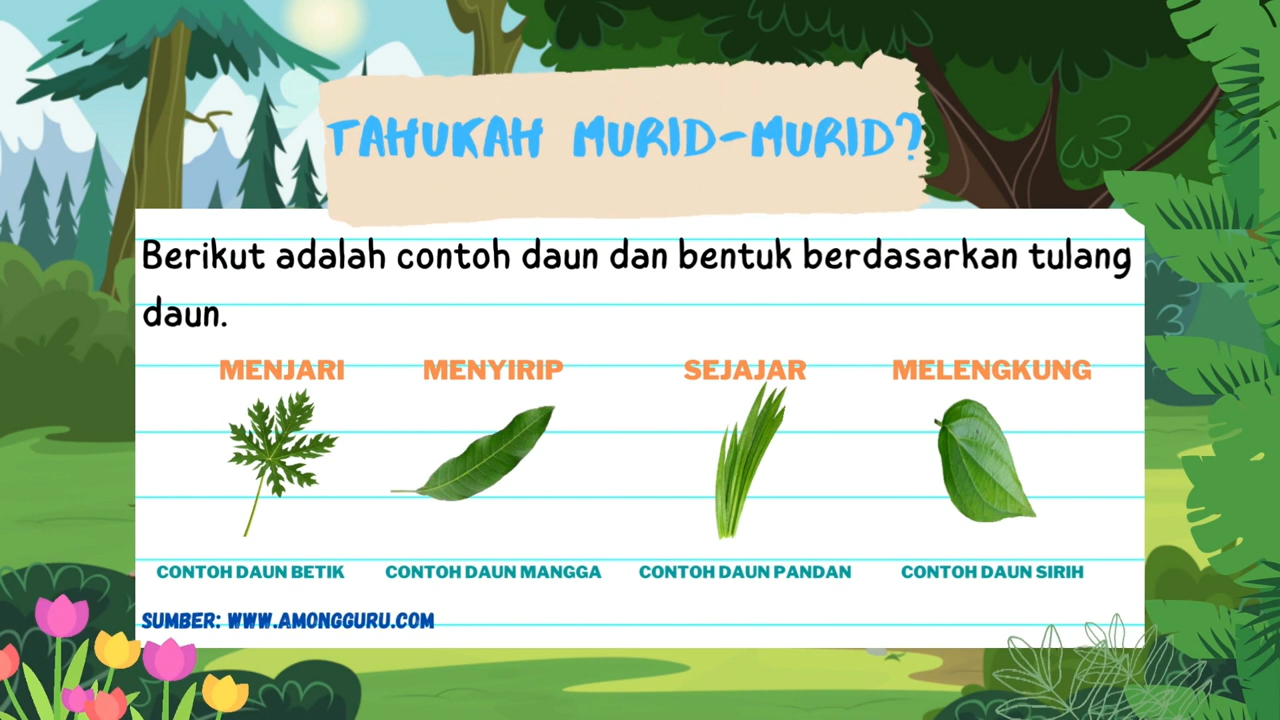 TAHUKAH MURID-MURID?
Berikut adalah contoh daun dan bentuk berdasarkan tulang
daun.
MENJARI MENYIRIP SEJAJAR MELENGKUNG
CONTOH DAUN BETIK CONTOH DAUN MANGGA CONTOH DAUN PANDAN CONTOH DAUN SIRIH
SUMBER: WWW.AMONGGURU.COM